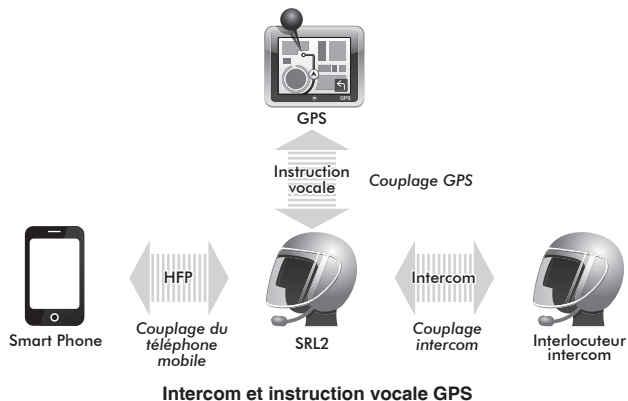 GPS
GPS
Instruction
vocale
Couplage GPS
HFP
Intercom
Smart Phone
Couplage du
téléphone
mobile
SRL2
Couplage
intercom
Interlocuteur
intercom
Intercom et instruction vocale GPS